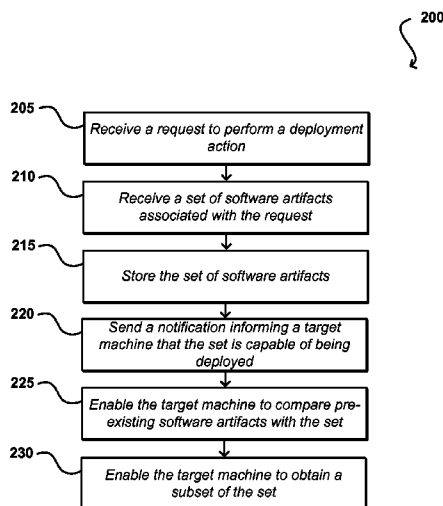 200
205
Receive a request to perform a deployment
action
210
Receive a set of software artifacts
associated with the request
215
Store the set of software artifacts
220
Send a notification informing a target
machine that the set is capable of being
deployed
225
Enable the target machine to compare pre-
existing software artifacts with the set
230
Enable the target machine to obtain a
subset of the set